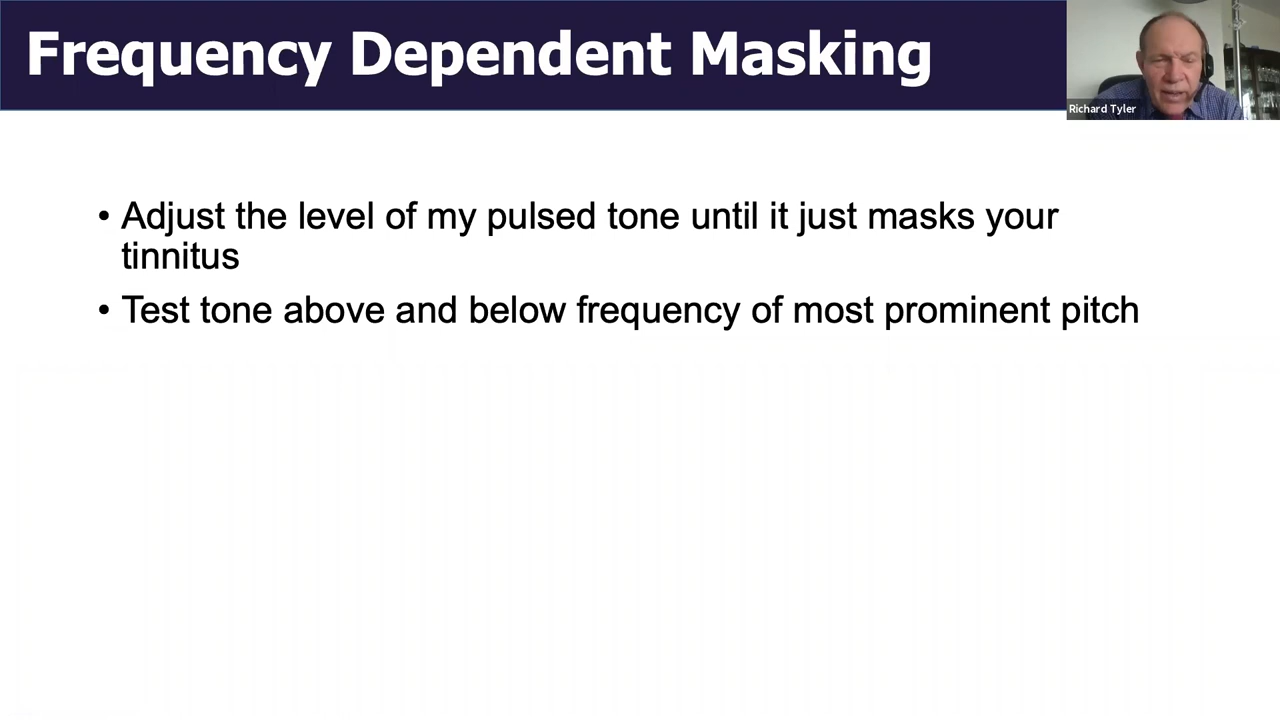 Frequency Dependent Masking
Richard Tyler
• Adjust the level of my pulsed tone until it just masks your
tinnitus
• Test tone above and below frequency of most prominent pitch